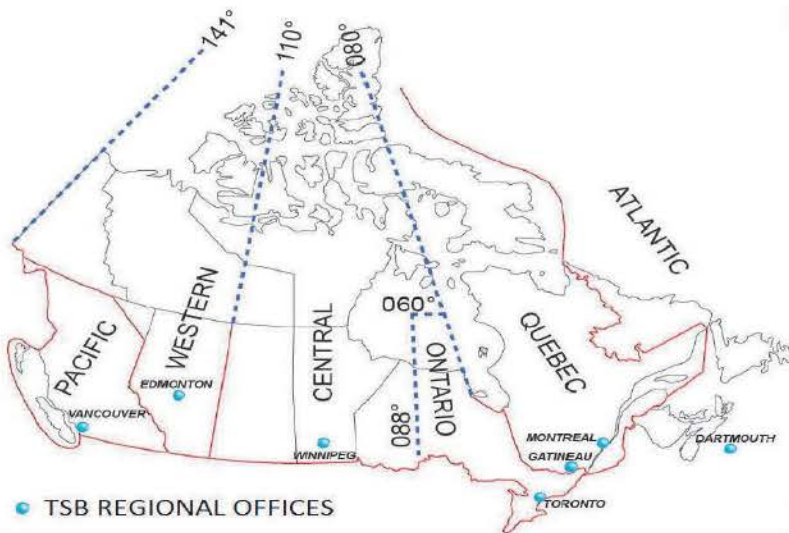 141°
110°
080°
ATLANTIC
PACIFIC
WESTERN
CENTRAL
060°
ONTARIO
QUEBEC
088°
EDMONTON
VANCOUVER
WINNIPEG
MONTREAL
GATINEAU
DARTMOUTH
TORONTO
TSB REGIONAL OFFICES